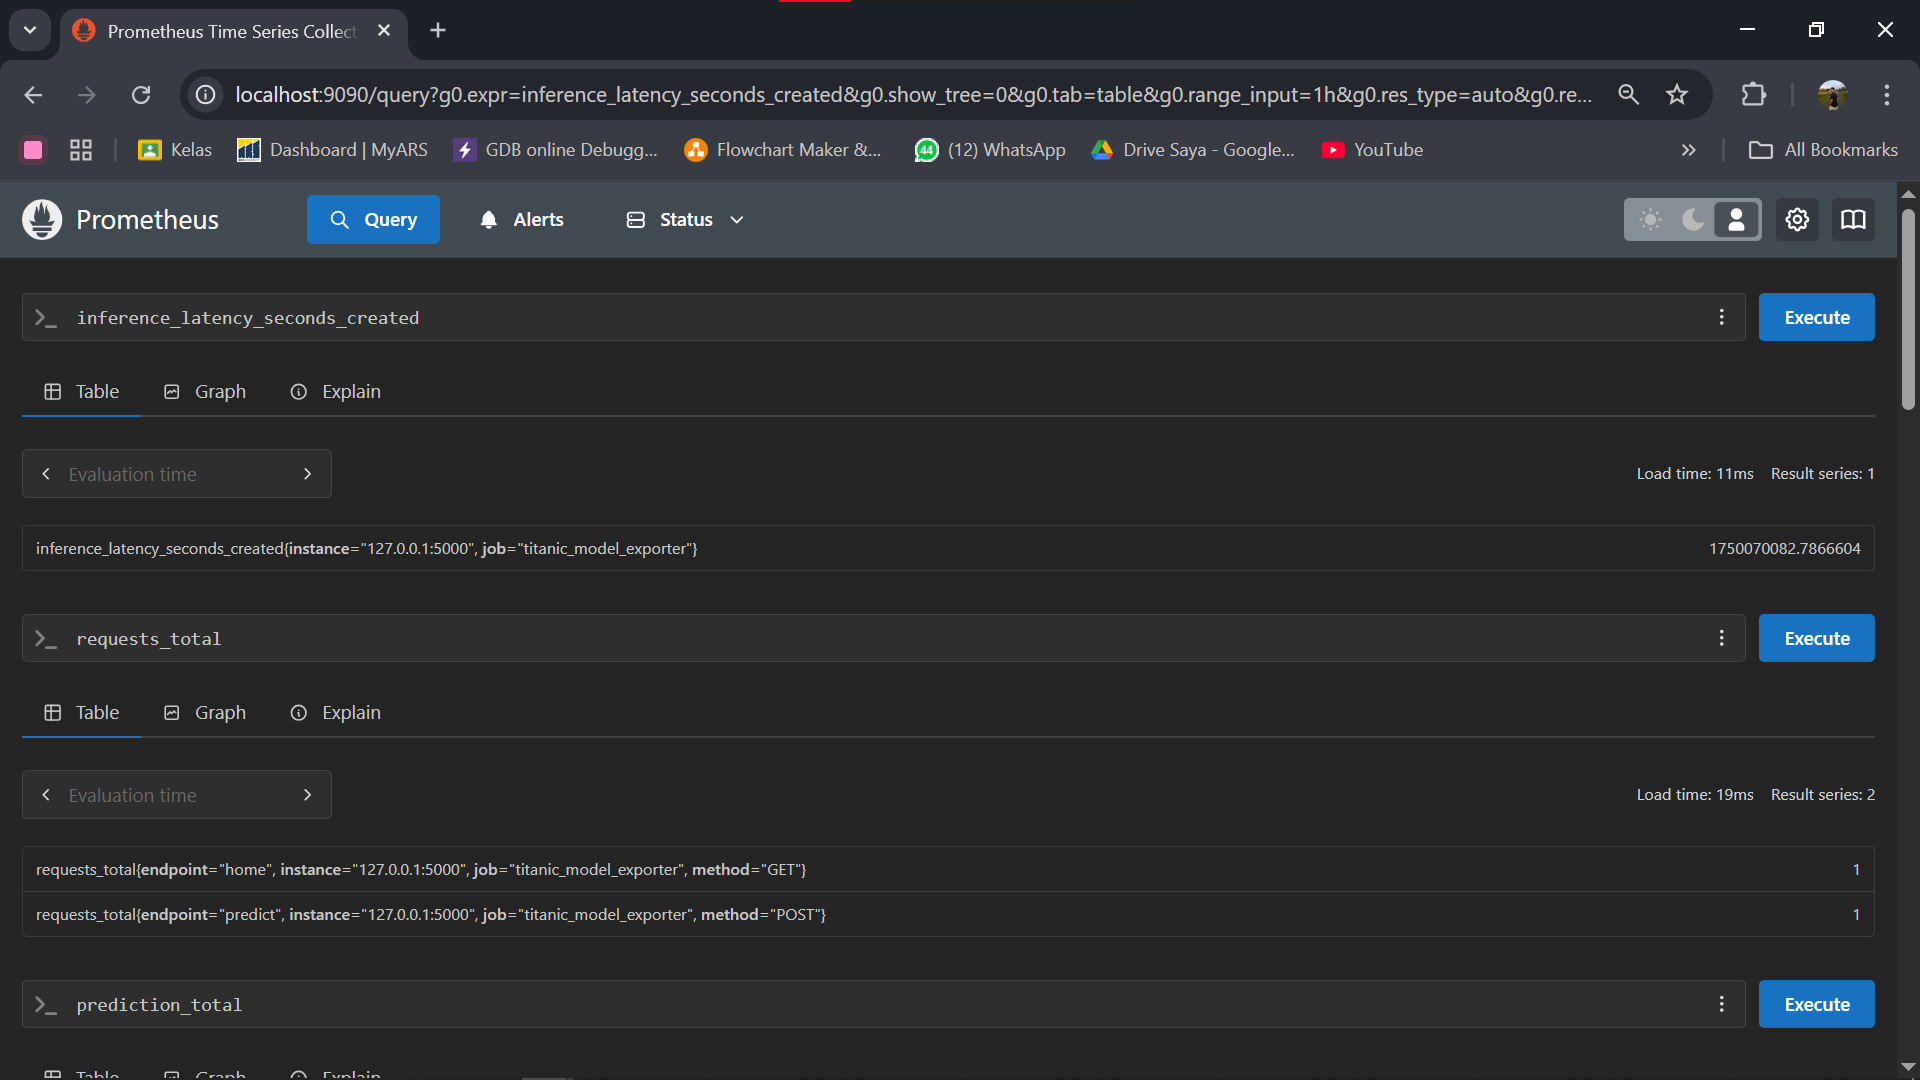 Prometheus Time Series Collect
localhost:9090/query?g0.expr=inference_latency_seconds_created&g0.show_tree=0&g0.tab=table&g0.range_input=1h&g0.res_type=auto&g0.re...
Kelas Dashboard | MyARS GDB online Debugg... Flowchart Maker &... 44 (12) WhatsApp Drive Saya - Google... YouTube » All Bookmarks
Prometheus Query Alerts Status
>_ inference_latency_seconds_created Execute
Table Graph Explain
Evaluation time Load time: 11ms Result series: 1
inference_latency_seconds_created{instance="127.0.0.1:5000", job="titanic_model_exporter"} 1750070082.7866604
>_ requests_total Execute
Table Graph Explain
Evaluation time Load time: 19ms Result series: 2
requests_total{endpoint="home", instance="127.0.0.1:5000", job="titanic_model_exporter", method="GET"} 1
requests_total{endpoint="predict", instance="127.0.0.1:5000", job="titanic_model_exporter", method="POST"} 1
>_ prediction_total Execute
Table Graph Explain